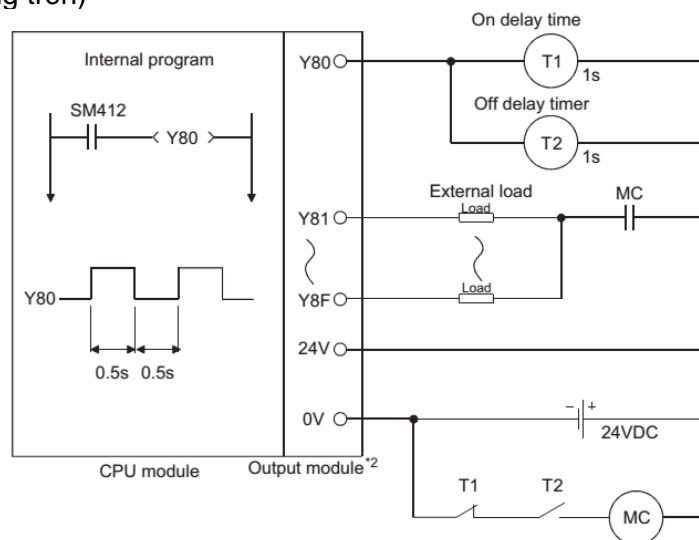 On delay time
Internal program
Y80
T1
1s
SM412
Off delay timer
Y80
T2
1s
External load
MC
Y81
Load
Y80
Y8F
Load
0.5s
0.5s
24V
0V
- +
24VDC
CPU module
Output module*2
T1
T2
MC